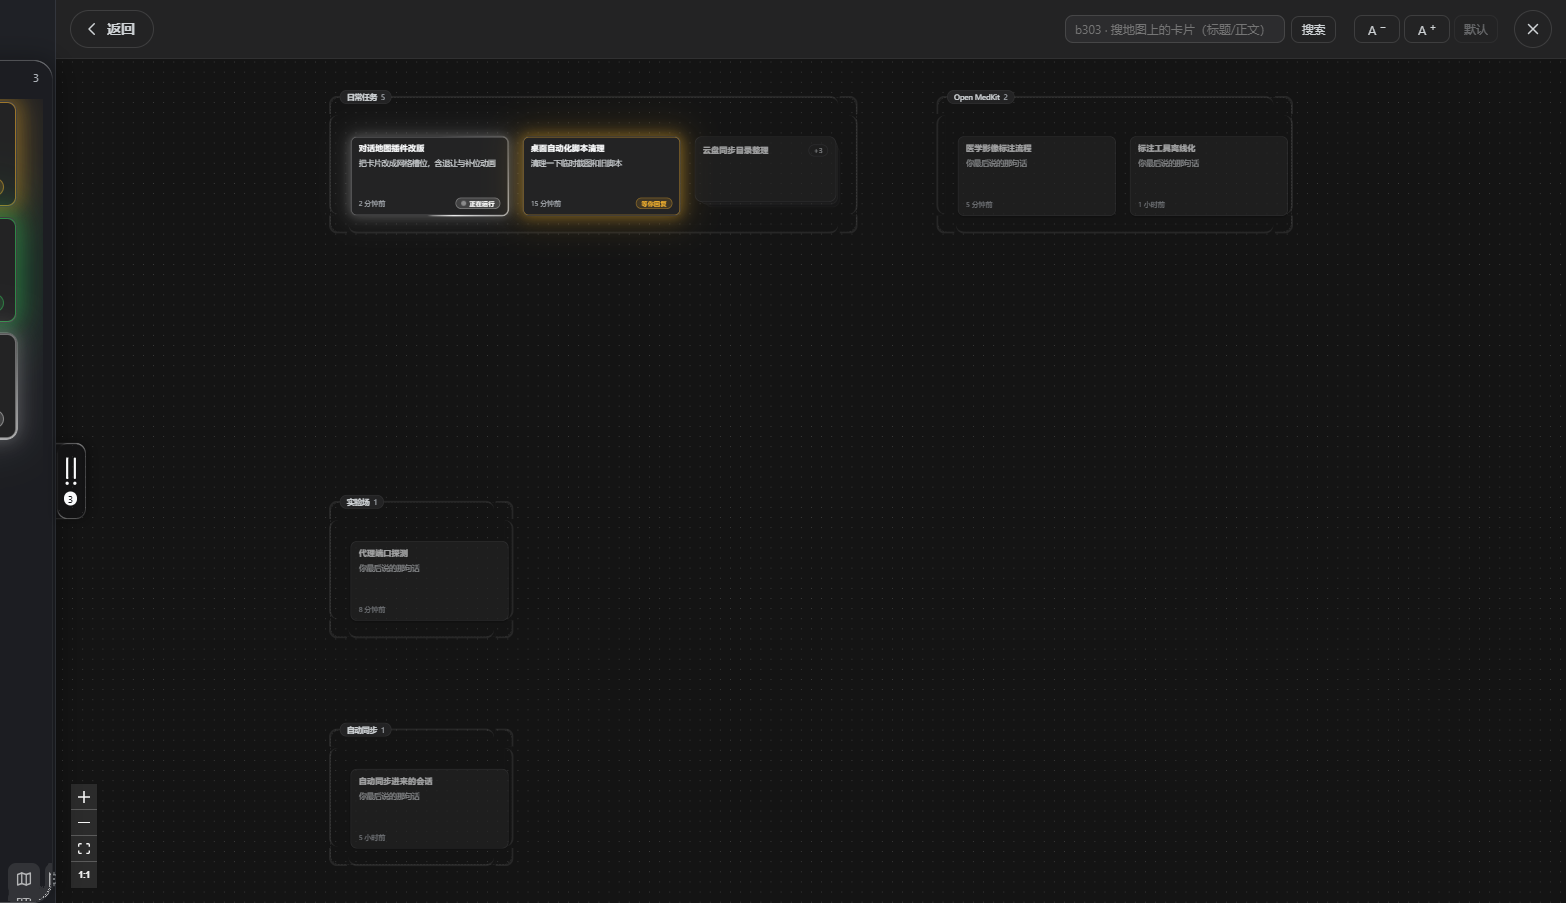 返回
b303 · 搜地图上的卡片（标题/正文）
搜索
A⁻
A⁺
默认
3
日常任务 5
对话地图插件改版
把卡片改成网格槽位，含退让与补位动画
2 分钟前
正在运行
桌面自动化脚本清理
清理一下临时截图和旧脚本
15 分钟前
等你回复
云盘同步目录整理
+3
Open MedKit 2
医学影像标注流程
你最后说的那句话
5 分钟前
标注工具离线化
你最后说的那句话
1 小时前
3
实验场 1
代理端口探测
你最后说的那句话
8 分钟前
自动同步 1
自动同步进来的会话
你最后说的那句话
5 小时前
1:1